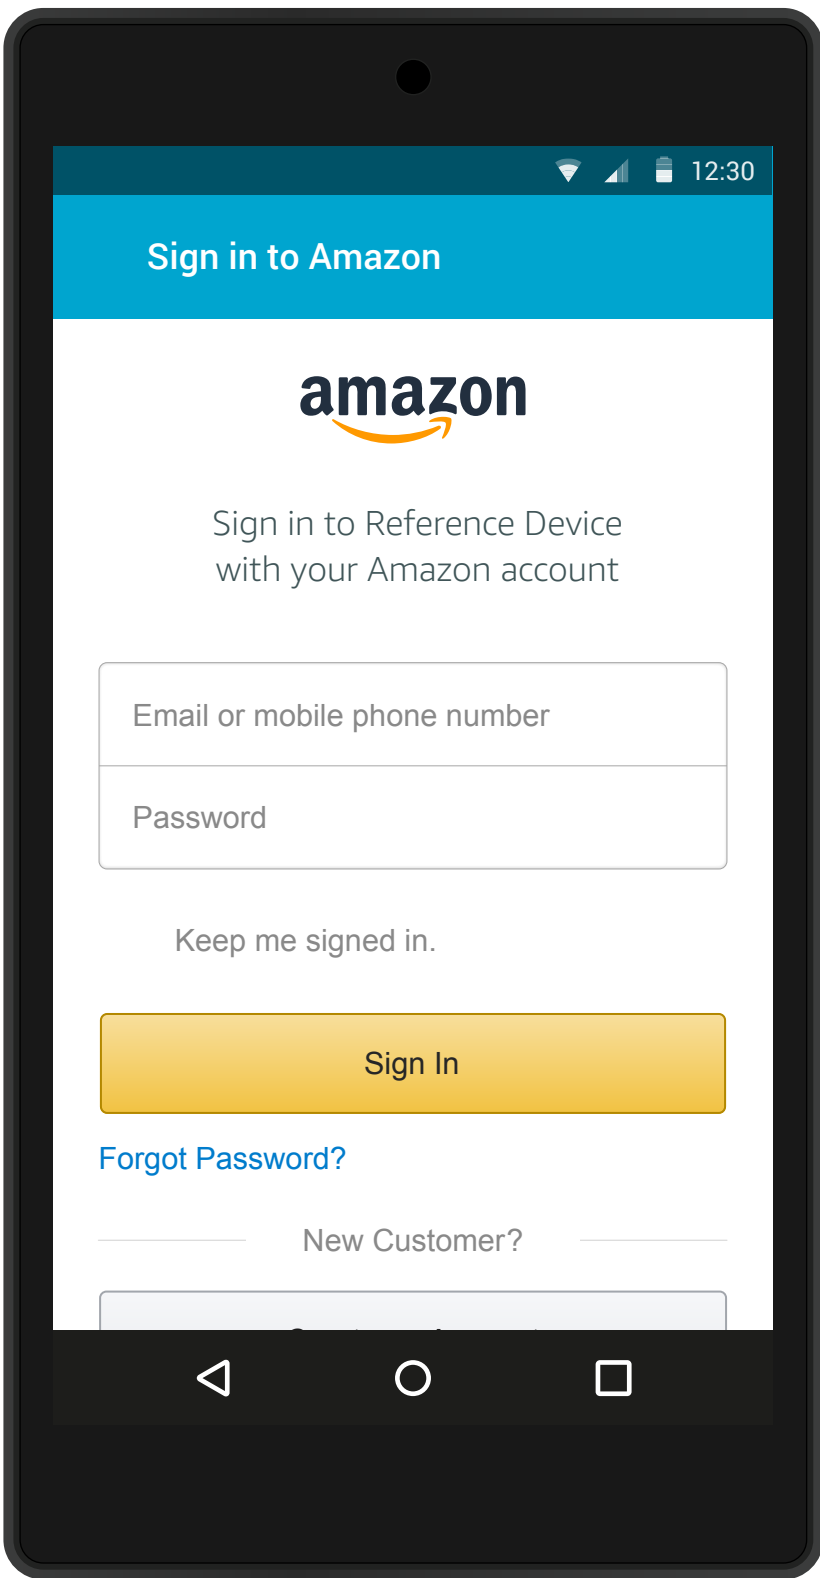 12:30
Sign in to Amazon
amazon
Sign in to Reference Device
with your Amazon account
Email or mobile phone number
Password
Keep me signed in.
Sign In
Forgot Password?
New Customer?